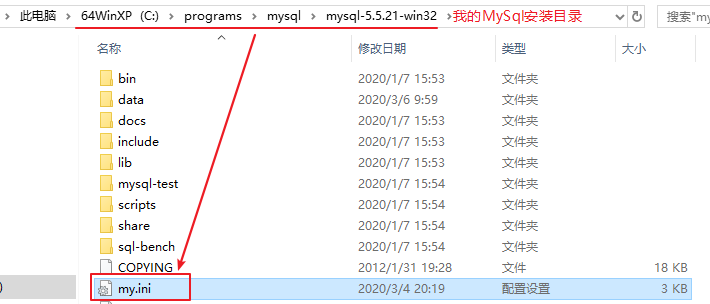 此电脑 › 64WinXP (C:) › programs › mysql › mysql-5.5.21-win32 › 我的MySql安装目录 搜索"my
名称 修改日期 类型 大小
bin 2020/1/7 15:53 文件夹
data 2020/3/6 9:59 文件夹
docs 2020/1/7 15:53 文件夹
include 2020/1/7 15:53 文件夹
lib 2020/1/7 15:53 文件夹
mysql-test 2020/1/7 15:54 文件夹
scripts 2020/1/7 15:54 文件夹
share 2020/1/7 15:54 文件夹
sql-bench 2020/1/7 15:54 文件夹
COPYING 2012/1/31 19:28 文件 18 KB
) my.ini 2020/3/4 20:19 配置设置 3 KB